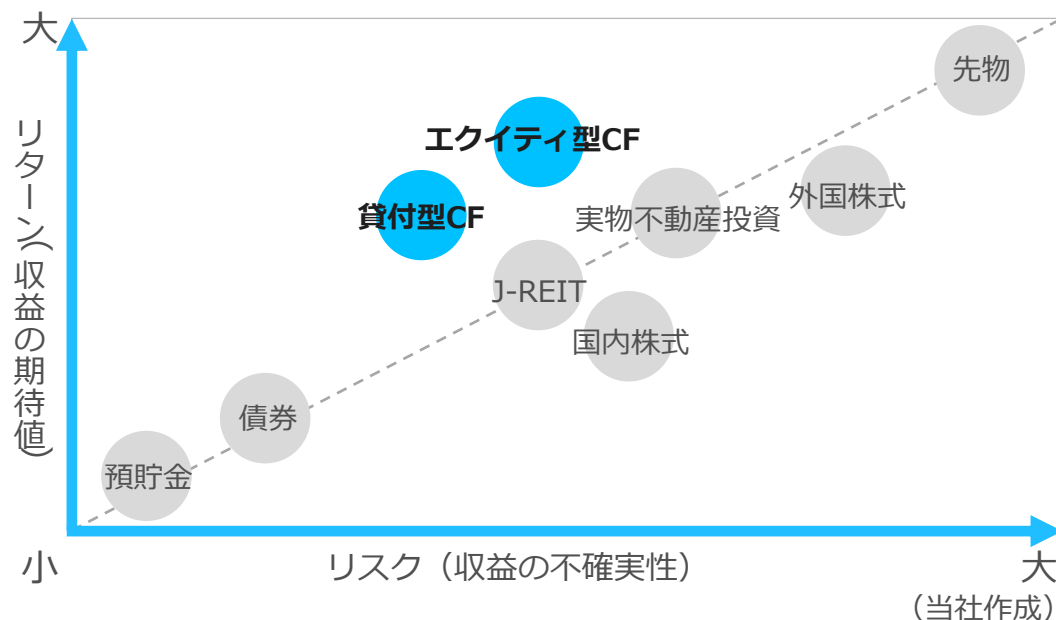 大
リターン（収益の期待値）
先物
エクイティ型CF
外国株式
貸付型CF
実物不動産投資
J-REIT
国内株式
債券
預貯金
小
リスク（収益の不確実性）
大
（当社作成）